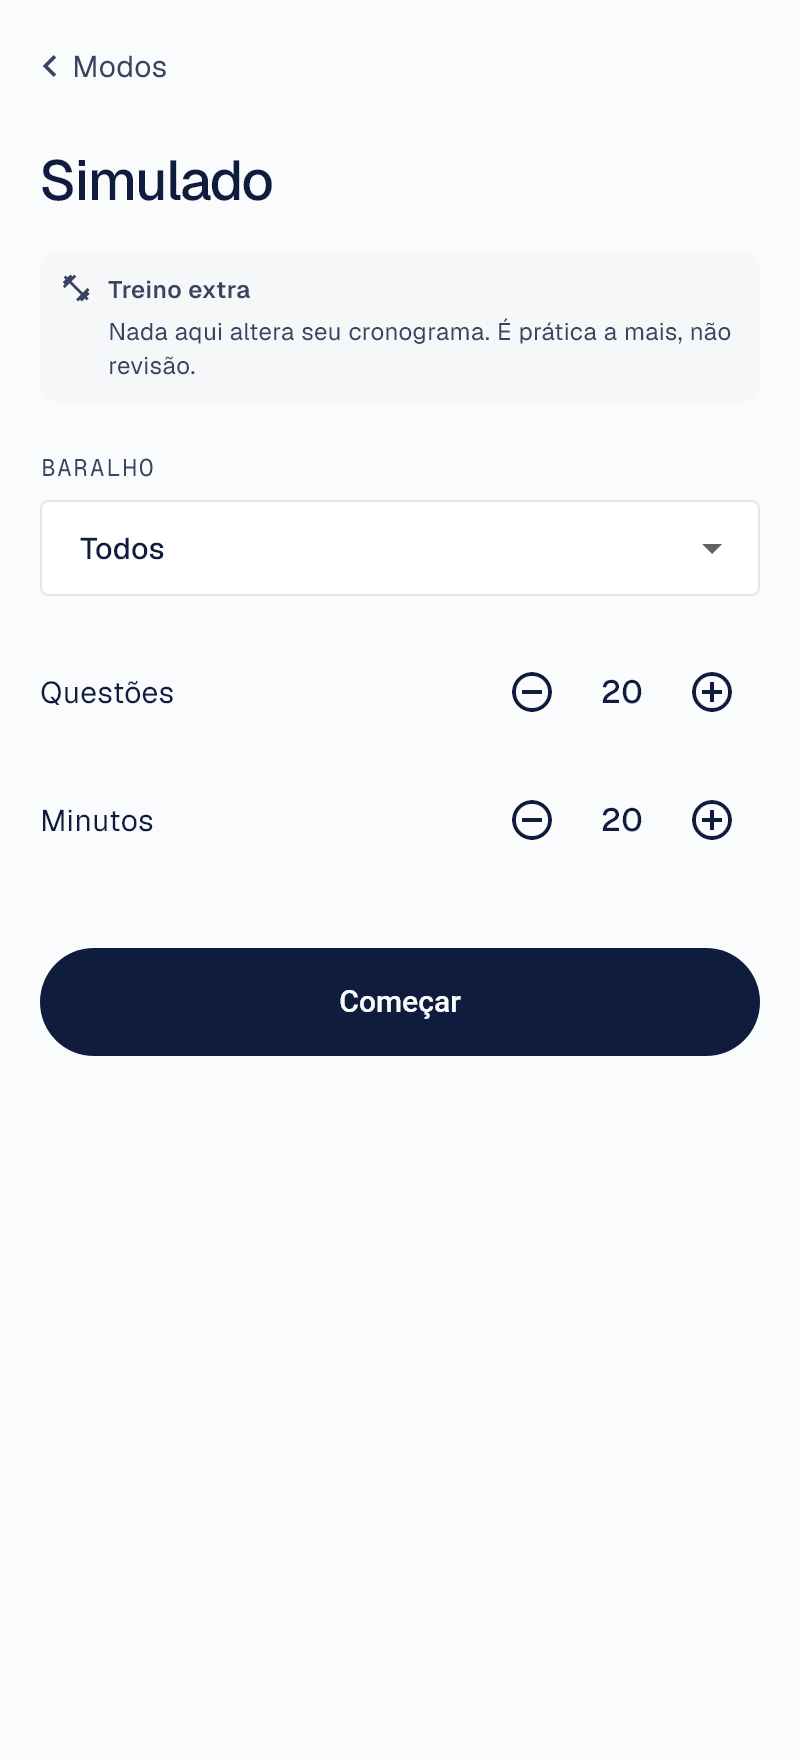 Modos
Simulado
Treino extra
Nada aqui altera seu cronograma. É prática a mais, não
revisão.
BARALHO
Todos
Questões 20
Minutos 20
Começar